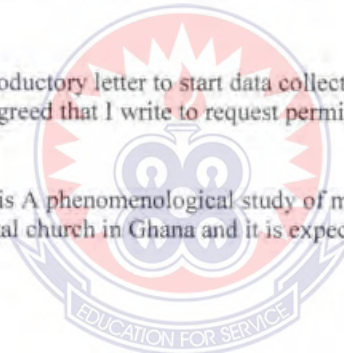 oductory letter to start data collect
greed that I write to request permi
is A phenomenological study of m
tal church in Ghana and it is expec
EDUCATION FOR SERVICE